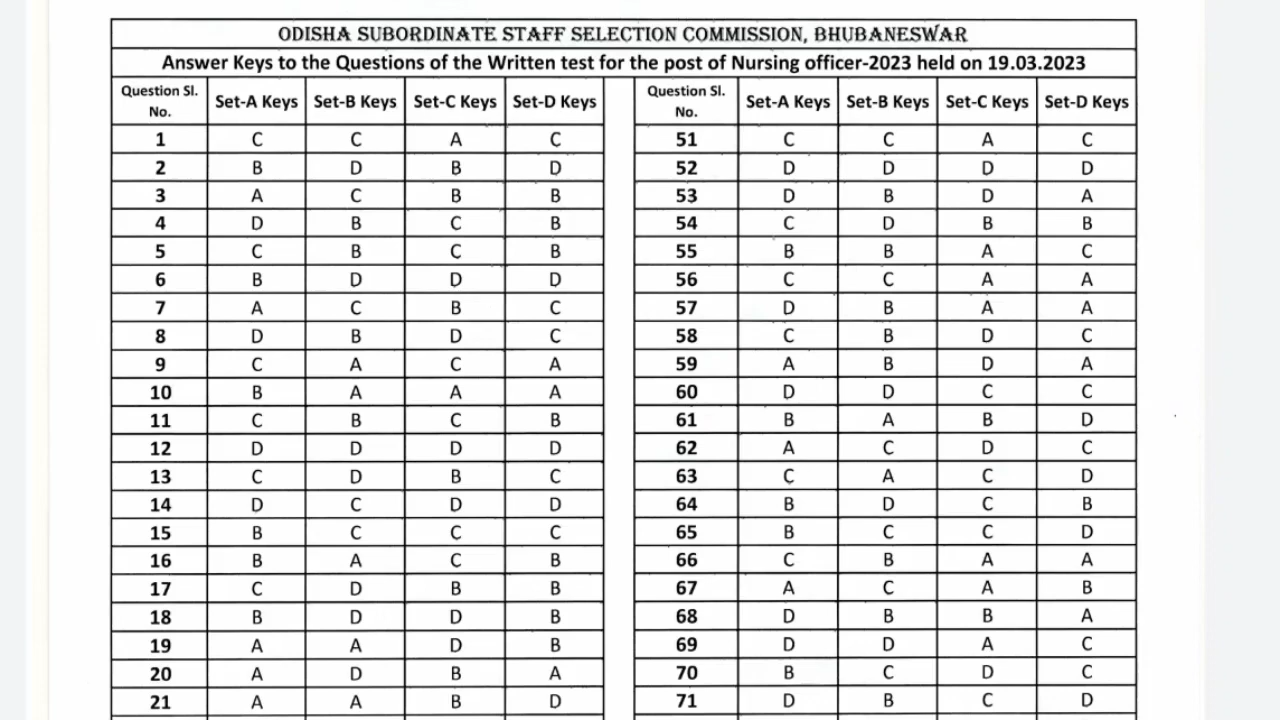 ODISHA SUBORDINATE STAFF SELECTION COMMISSION, BHUBANESWAR
Answer Keys to the Questions of the Written test for the post of Nursing officer-2023 held on 19.03.2023
Question Sl. No. Set-A Keys Set-B Keys Set-C Keys Set-D Keys Question Sl. No. Set-A Keys Set-B Keys Set-C Keys Set-D Keys
1 C C A C 51 C C A C
2 B D B D 52 D D D D
3 A C B B 53 D B D A
4 D B C B 54 C D B B
5 C B C B 55 B B A C
6 B D D D 56 C C A A
7 A C B C 57 D B A A
8 D B D C 58 C B D C
9 C A C A 59 A B D A
10 B A A A 60 D D C C
11 C B C B 61 B A B D
12 D D D D 62 A C D C
13 C D B C 63 C A C D
14 D C D D 64 B D C B
15 B C C C 65 B C C D
16 B A C B 66 C B A A
17 C D B B 67 A C A B
18 B D D B 68 D B B A
19 A A D B 69 D D A C
20 A D B A 70 B C D C
21 A A B D 71 D B C D